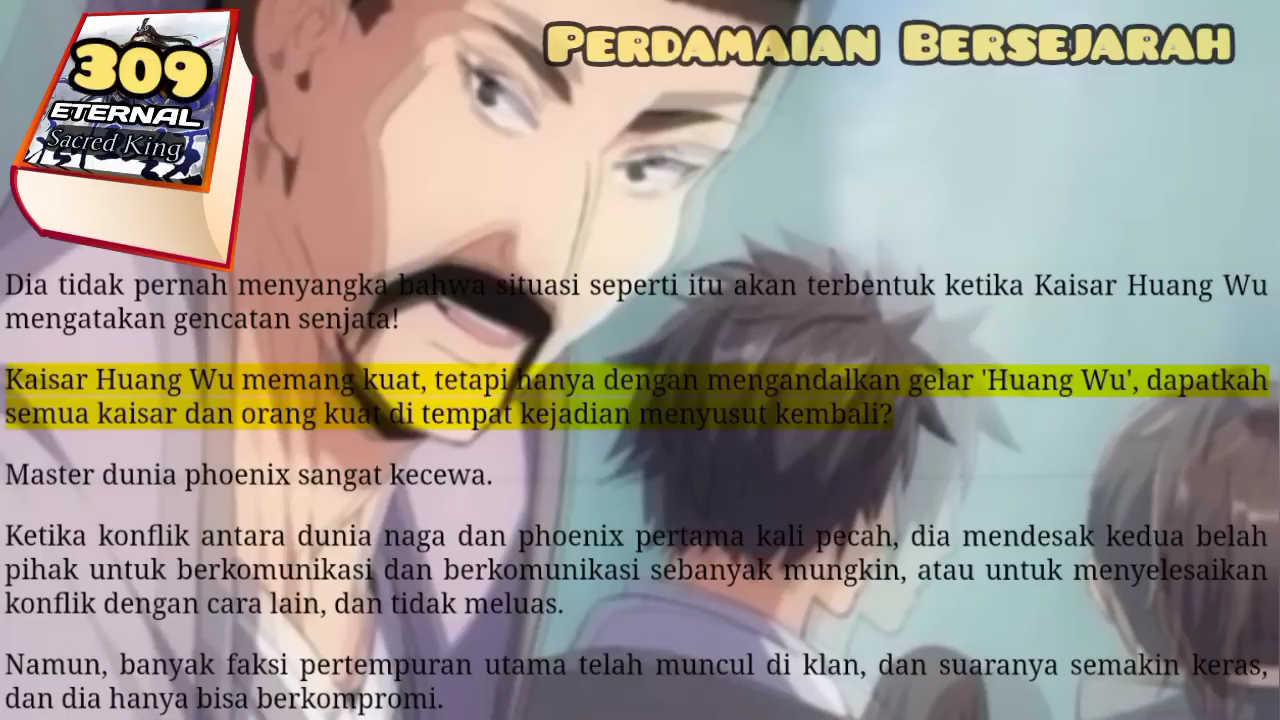 309
ETERNAL
Sacred King
PERDAMAIAN BERSEJARAH
Dia tidak pernah menyangka bahwa situasi seperti itu akan terbentuk ketika Kaisar Huang Wu
mengatakan gencatan senjata!
Kaisar Huang Wu memang kuat, tetapi hanya dengan mengandalkan gelar 'Huang Wu', dapatkah
semua kaisar dan orang kuat di tempat kejadian menyusut kembali?
Master dunia phoenix sangat kecewa.
Ketika konflik antara dunia naga dan phoenix pertama kali pecah, dia mendesak kedua belah
pihak untuk berkomunikasi dan berkomunikasi sebanyak mungkin, atau untuk menyelesaikan
konflik dengan cara lain, dan tidak meluas.
Namun, banyak faksi pertempuran utama telah muncul di klan, dan suaranya semakin keras,
dan dia hanya bisa berkompromi.